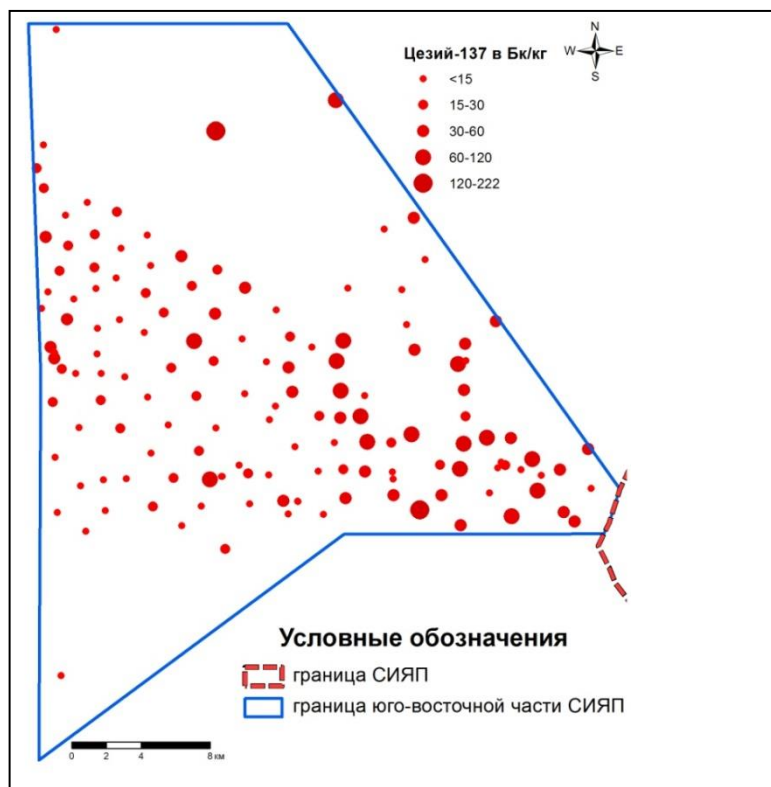 N
Цезий-137 в Бк/кг
W E
S
<15
15-30
30-60
60-120
120-222
Условные обозначения
граница СИЯП
граница юго-восточной части СИЯП
0 2 4 8 км